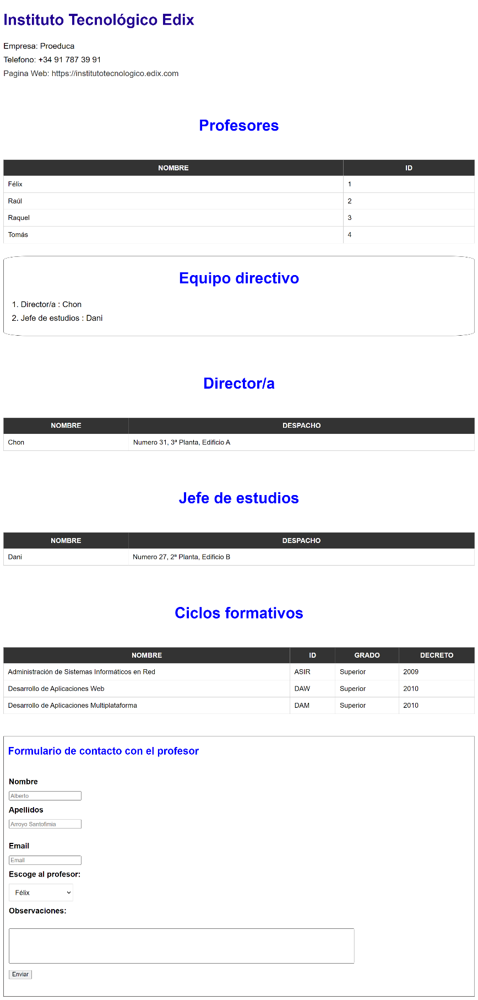 Instituto Tecnológico Edix
Empresa: Proeduca
Telefono: +34 91 787 39 91
Pagina Web: https://institutotecnologico.edix.com
Profesores
NOMBRE ID
Félix 1
Raúl 2
Raquel 3
Tomás 4
Equipo directivo
1. Director/a : Chon
2. Jefe de estudios : Dani
Director/a
NOMBRE DESPACHO
Chon Numero 31, 3ª Planta, Edificio A
Jefe de estudios
NOMBRE DESPACHO
Dani Numero 27, 2ª Planta, Edificio B
Ciclos formativos
NOMBRE ID GRADO DECRETO
Administración de Sistemas Informáticos en Red ASIR Superior 2009
Desarrollo de Aplicaciones Web DAW Superior 2010
Desarrollo de Aplicaciones Multiplataforma DAM Superior 2010
Formulario de contacto con el profesor
Nombre
Alberto
Apellidos
Arroyo Santofimia
Email
Email
Escoge al profesor:
Félix
Observaciones:
Enviar